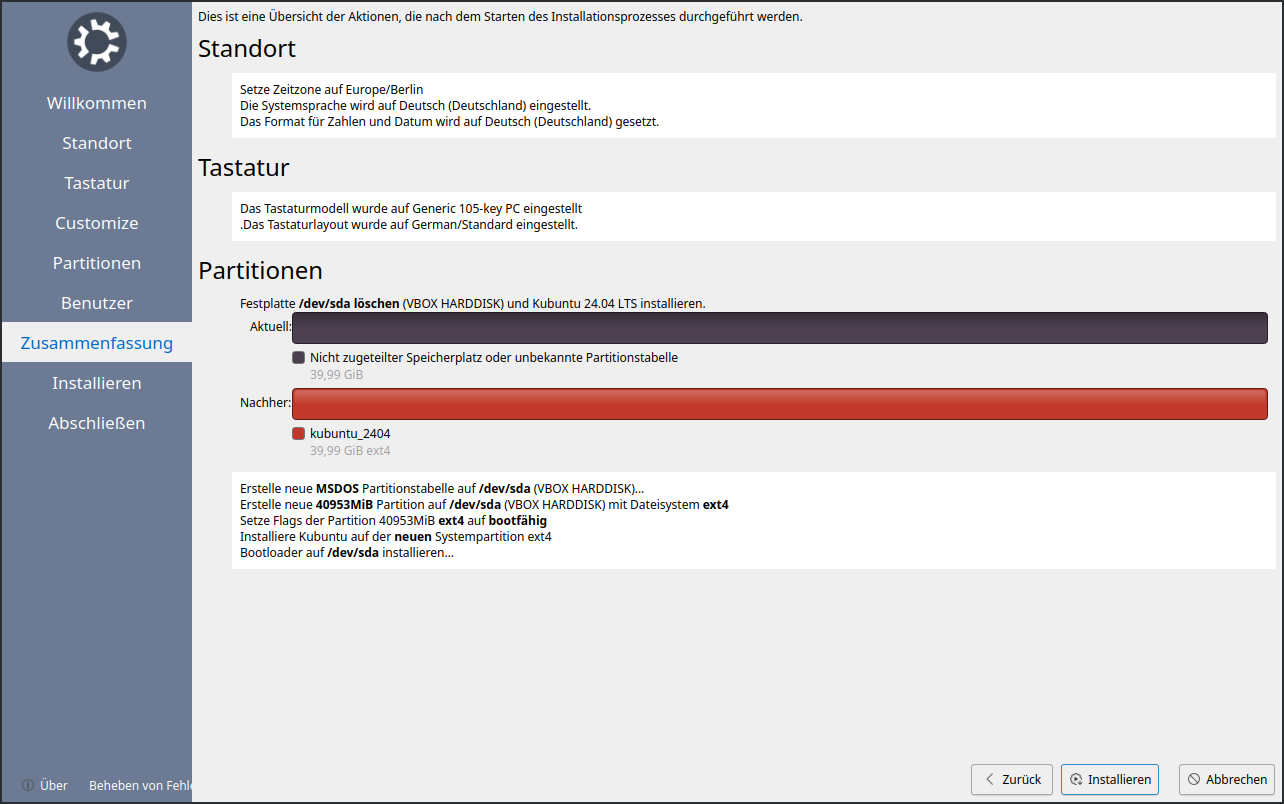 Willkommen
Standort
Tastatur
Customize
Partitionen
Benutzer
Zusammenfassung
Installieren
Abschließen
Über
Beheben von Fehle
Dies ist eine Übersicht der Aktionen, die nach dem Starten des Installationsprozesses durchgeführt werden.
Standort
Setze Zeitzone auf Europe/Berlin
Die Systemsprache wird auf Deutsch (Deutschland) eingestellt.
Das Format für Zahlen und Datum wird auf Deutsch (Deutschland) gesetzt.
Tastatur
Das Tastaturmodell wurde auf Generic 105-key PC eingestellt
.Das Tastaturlayout wurde auf German/Standard eingestellt.
Partitionen
Festplatte /dev/sda löschen (VBOX HARDDISK) und Kubuntu 24.04 LTS installieren.
Aktuell:
Nicht zugeteilter Speicherplatz oder unbekannte Partitionstabelle
39,99 GiB
Nachher:
kubuntu_2404
39,99 GiB ext4
Erstelle neue MSDOS Partitionstabelle auf /dev/sda (VBOX HARDDISK)...
Erstelle neue 40953MiB Partition auf /dev/sda (VBOX HARDDISK) mit Dateisystem ext4
Setze Flags der Partition 40953MiB ext4 auf bootfähig
Installiere Kubuntu auf der neuen Systempartition ext4
Bootloader auf /dev/sda installieren...
Zurück
Installieren
Abbrechen